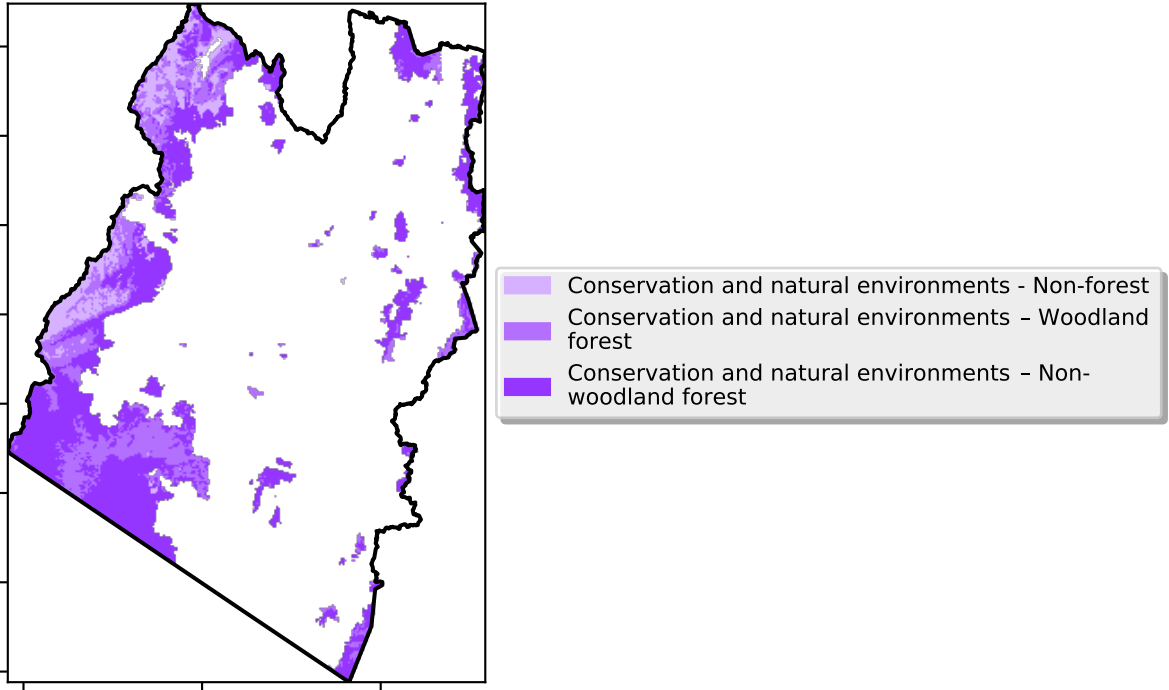 Conservation and natural environments - Non-forest
Conservation and natural environments – Woodland
forest
Conservation and natural environments – Non-
woodland forest